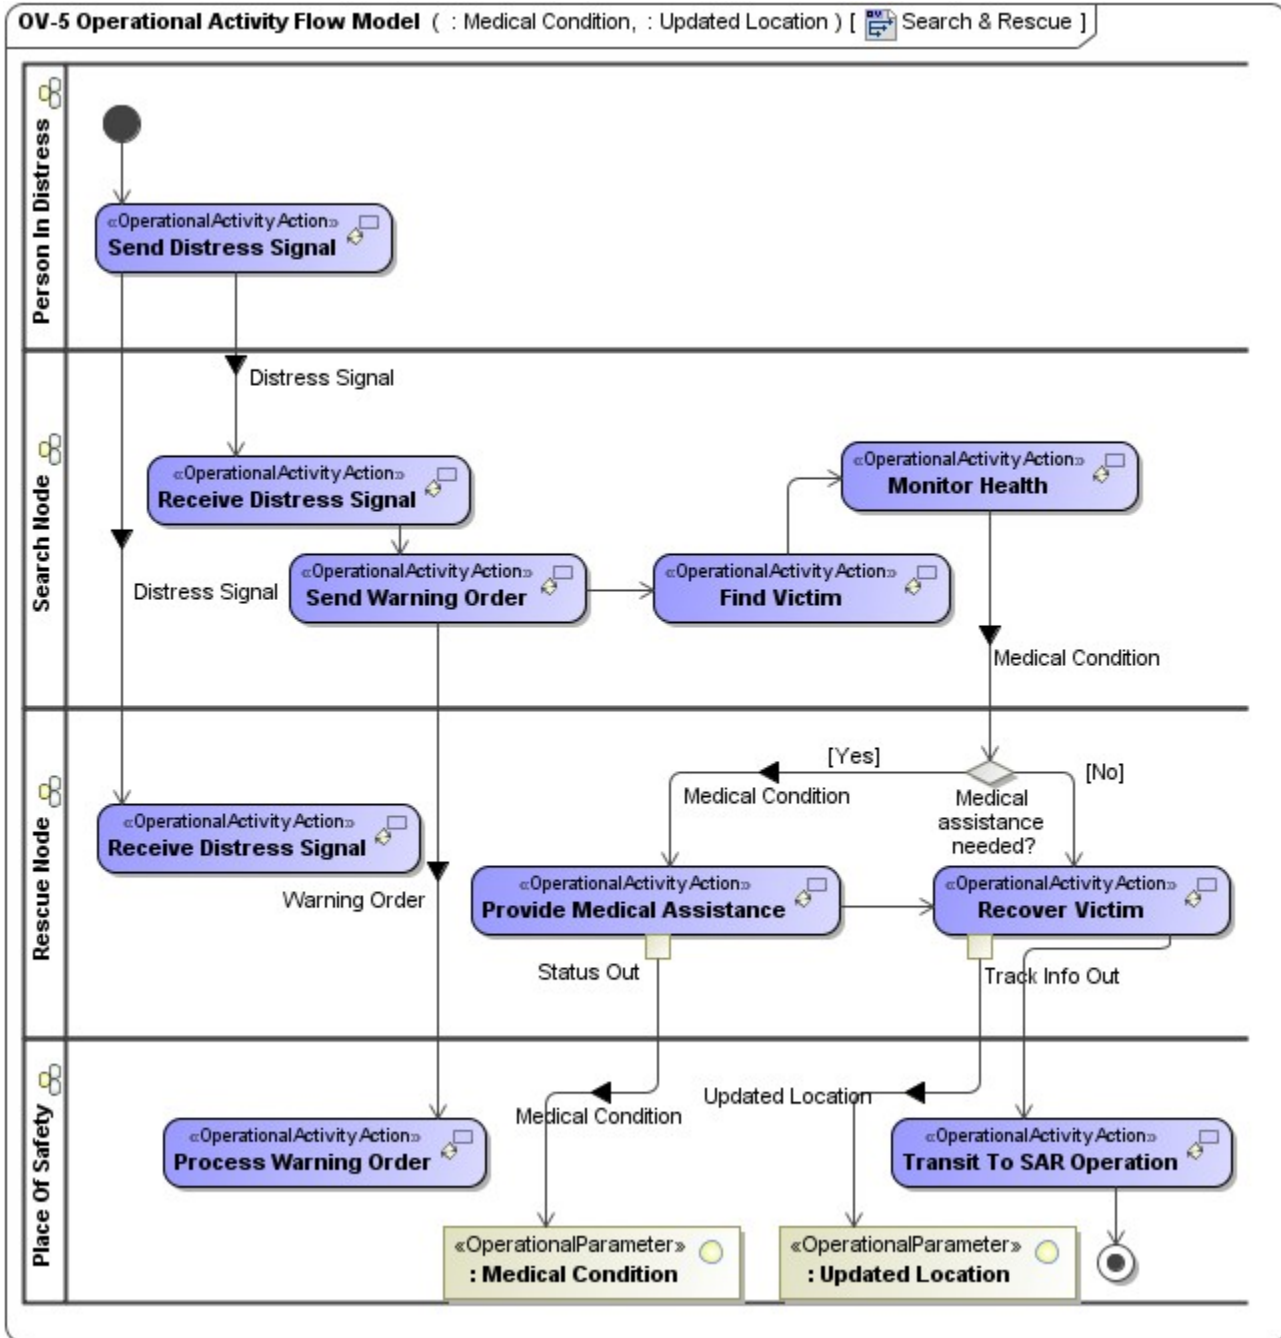 OV-5 Operational Activity Flow Model ( : Medical Condition, : Updated Location ) [ Search & Rescue ]
Person In Distress
«OperationalActivityAction»
Send Distress Signal
Distress Signal
Search Node
«OperationalActivityAction»
Receive Distress Signal
«OperationalActivityAction»
Monitor Health
Distress Signal
«OperationalActivityAction»
Send Warning Order
«OperationalActivityAction»
Find Victim
Medical Condition
Rescue Node
[Yes]
[No]
Medical Condition
Medical
assistance
needed?
«OperationalActivityAction»
Receive Distress Signal
Warning Order
«OperationalActivityAction»
Provide Medical Assistance
«OperationalActivityAction»
Recover Victim
Status Out
Track Info Out
Place Of Safety
Medical Condition
Updated Location
«OperationalActivityAction»
Process Warning Order
«OperationalActivityAction»
Transit To SAR Operation
«OperationalParameter»
: Medical Condition
«OperationalParameter»
: Updated Location